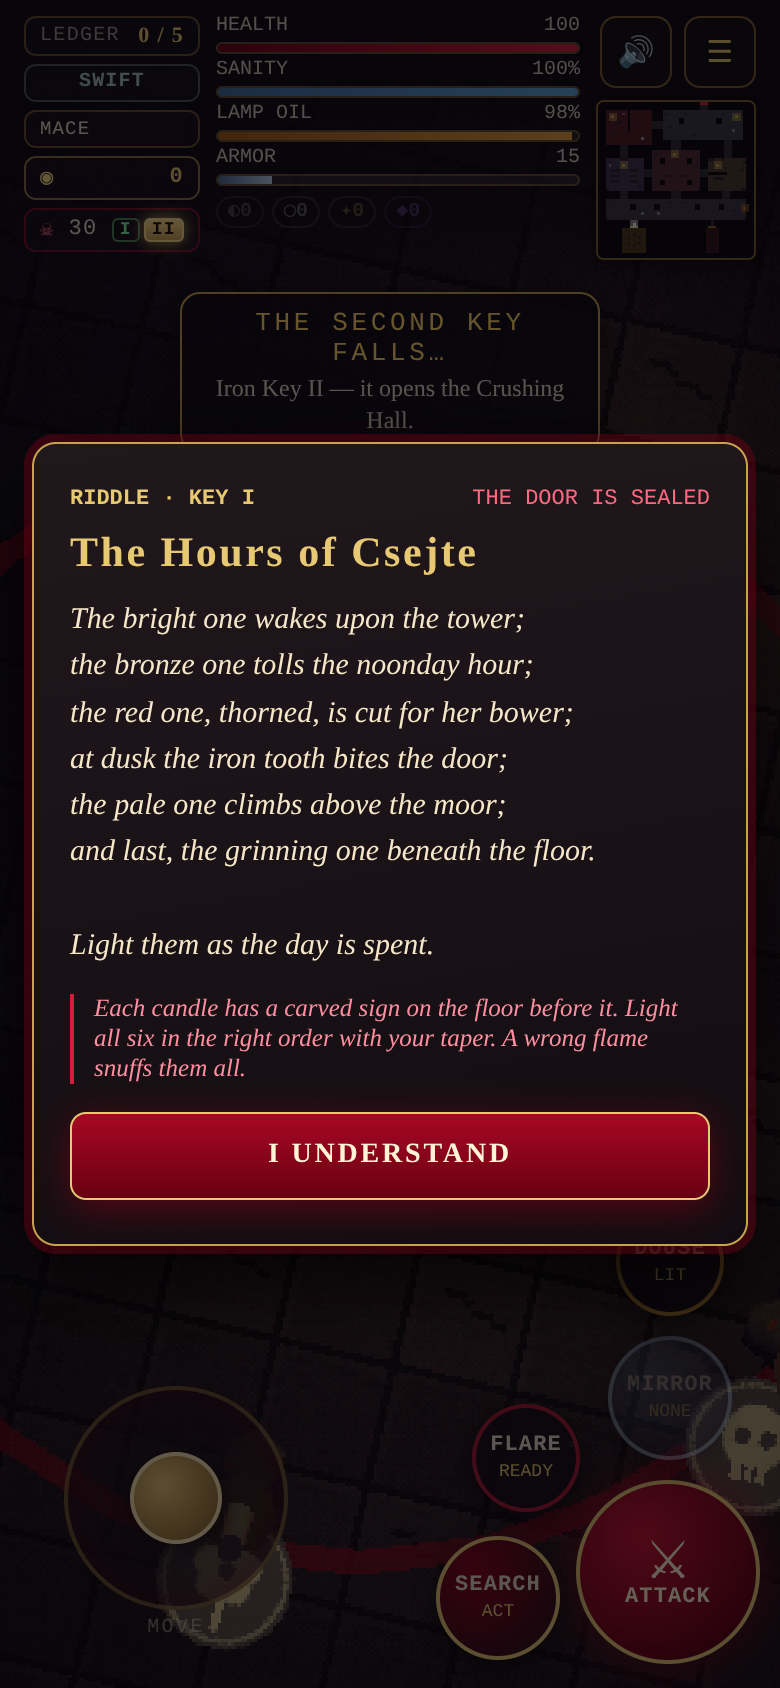 LEDGER 0 / 5
SWIFT
MACE
0
30 I II
HEALTH 100
SANITY 100%
LAMP OIL 98%
ARMOR 15
0 0 0 0
THE SECOND KEY
FALLS…
Iron Key II — it opens the Crushing
Hall.
RIDDLE · KEY I THE DOOR IS SEALED
The Hours of Csejte
The bright one wakes upon the tower;
the bronze one tolls the noonday hour;
the red one, thorned, is cut for her bower;
at dusk the iron tooth bites the door;
the pale one climbs above the moor;
and last, the grinning one beneath the floor.
Light them as the day is spent.
Each candle has a carved sign on the floor before it. Light
all six in the right order with your taper. A wrong flame
snuffs them all.
I UNDERSTAND
DOUSE
LIT
MIRROR
NONE
FLARE
READY
SEARCH
ACT
ATTACK
MOVE